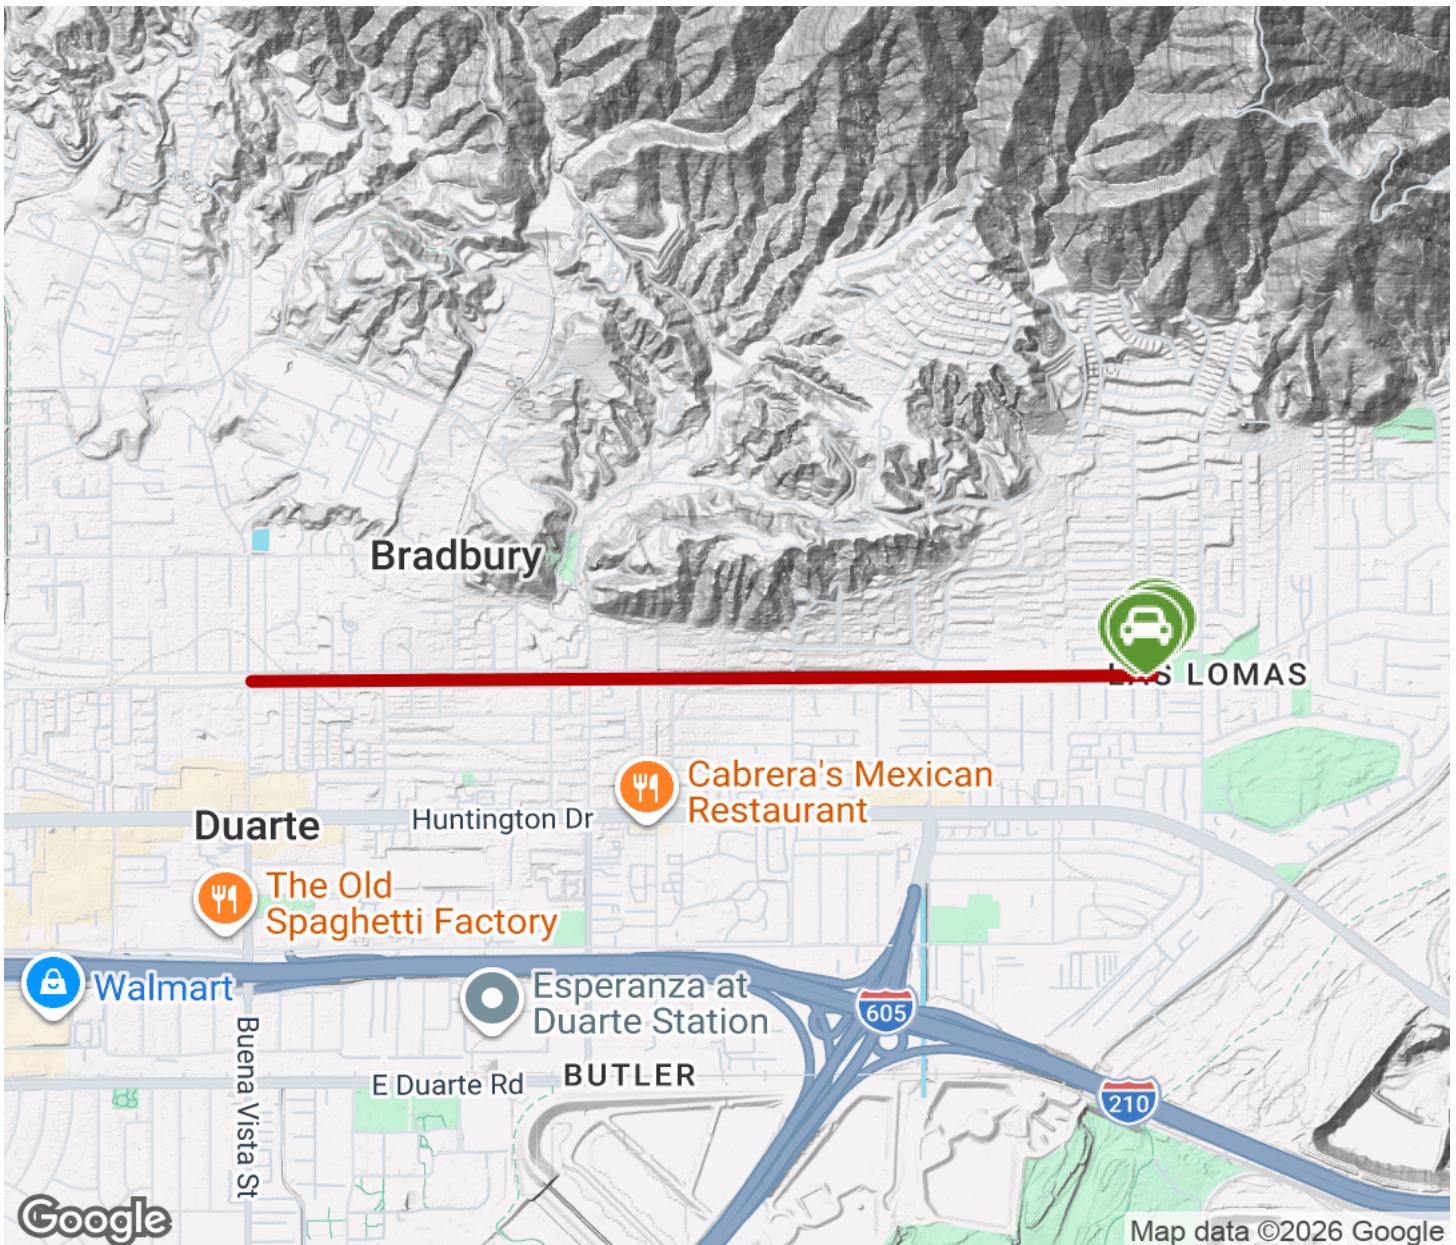 Bradbury
LAS LOMAS
Cabrera's Mexican
Restaurant
Huntington Dr
Duarte
The Old
Spaghetti Factory
Walmart
Esperanza at
Duarte Station
605
Buena Vista St
E Duarte Rd
BUTLER
210
Google
Map data ©2026 Google